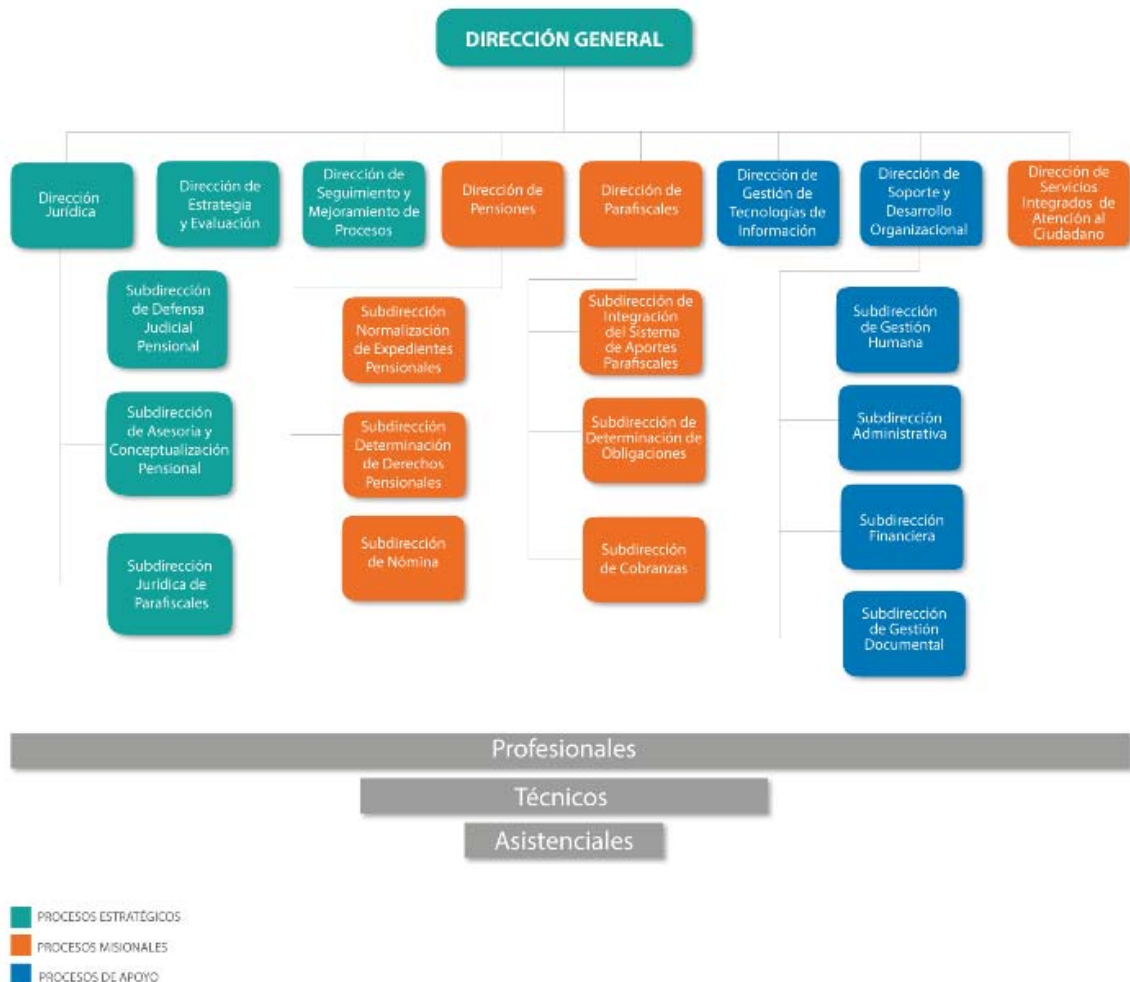 DIRECCIÓN GENERAL
Dirección
Jurídica
Dirección de
Estrategia
y Evaluación
Dirección de
Seguimiento y
Mejoramiento de
Procesos
Dirección de
Pensiones
Dirección de
Parafiscales
Dirección de
Gestión de
Tecnologías de
Información
Dirección de
Soporte y
Desarrollo
Organizacional
Dirección de
Servicios
Integrados de
Atención al
Ciudadano
Subdirección
de Defensa
Judicial
Pensional
Subdirección
de Asesoría y
Conceptualización
Pensional
Subdirección
Jurídica de
Parafiscales
Subdirección
Normalización
de Expedientes
Pensionales
Subdirección
Determinación
de Derechos
Pensionales
Subdirección
de Nómina
Subdirección de
Integración
del Sistema
de Aportes
Parafiscales
Subdirección de
Determinación de
Obligaciones
Subdirección
de Cobranzas
Subdirección
de Gestión
Humana
Subdirección
Administrativa
Subdirección
Financiera
Subdirección
de Gestión
Documental
Profesionales
Técnicos
Asistenciales
PROCESOS ESTRATÉGICOS
PROCESOS MISIONALES
PROCESOS DE APOYO